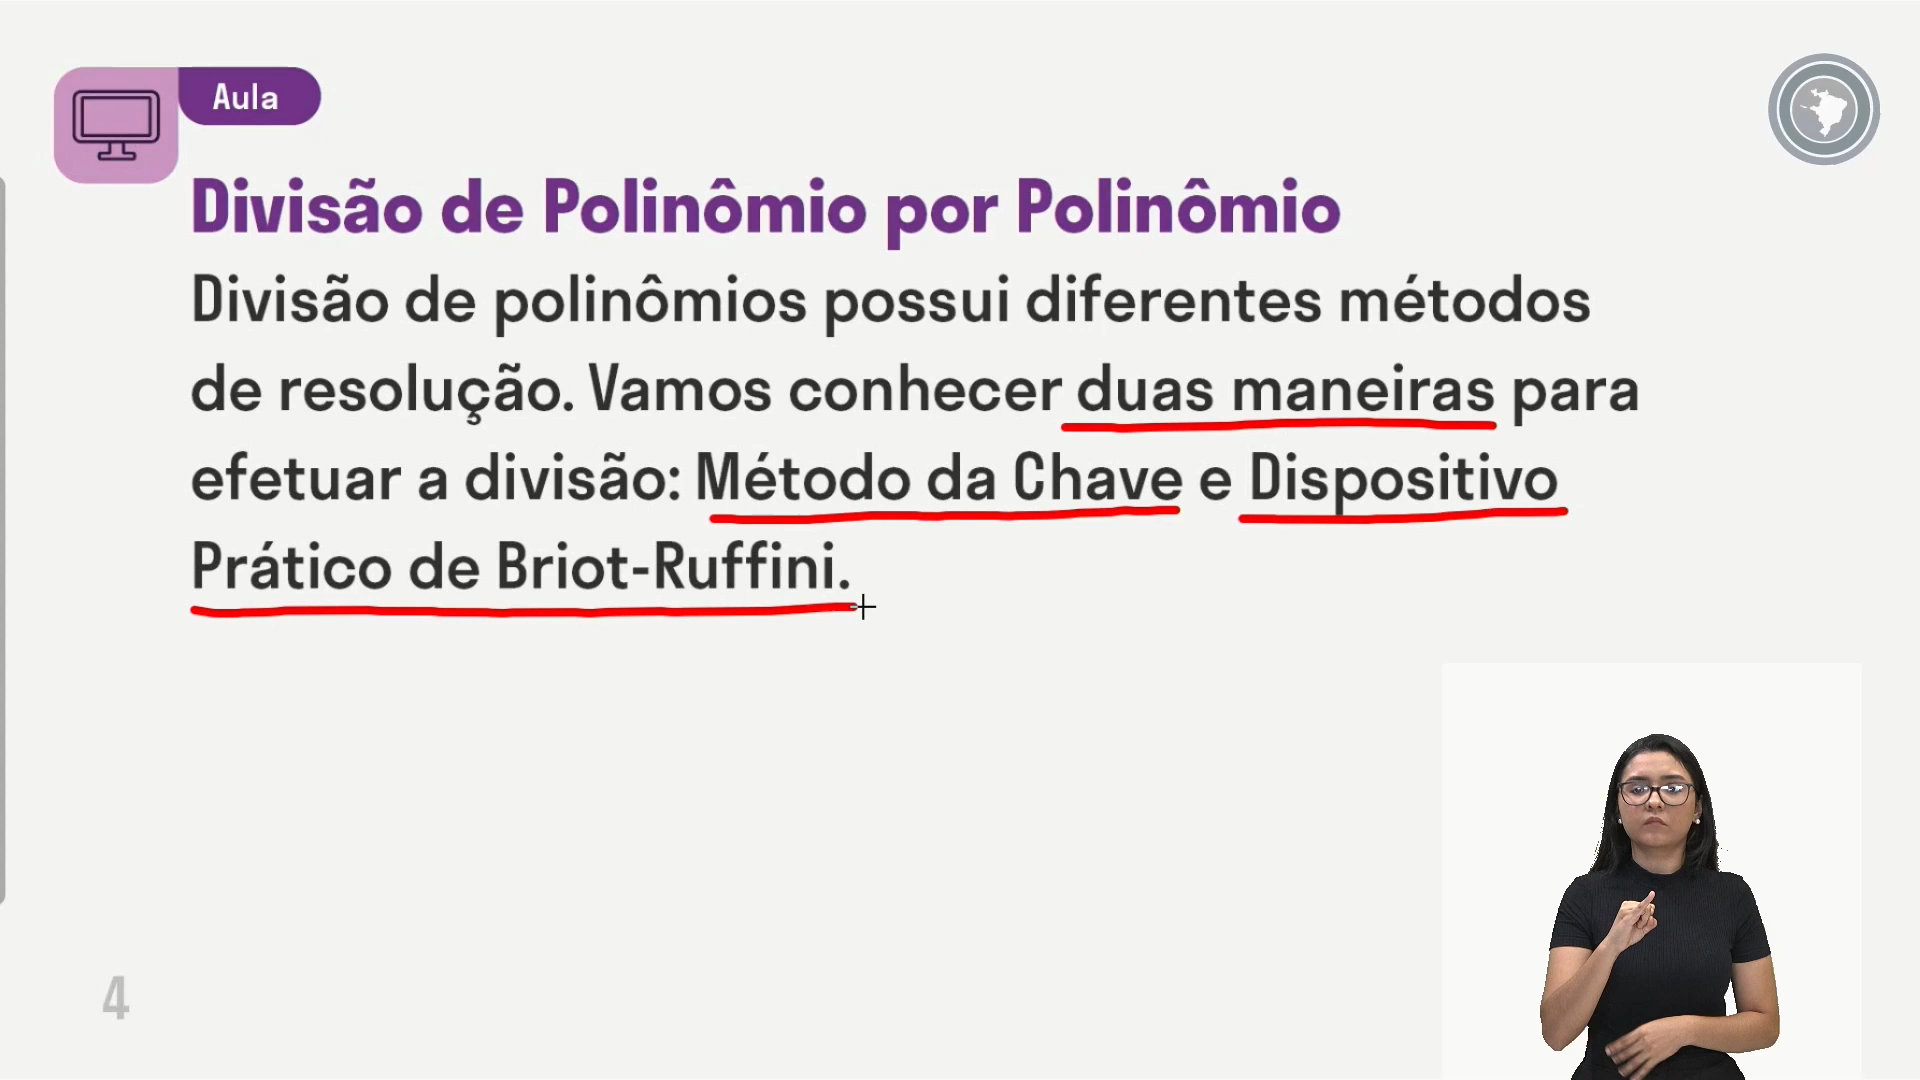 Aula
Divisão de Polinômio por Polinômio
Divisão de polinômios possui diferentes métodos
de resolução. Vamos conhecer duas maneiras para
efetuar a divisão: Método da Chave e Dispositivo
Prático de Briot-Ruffini.
4